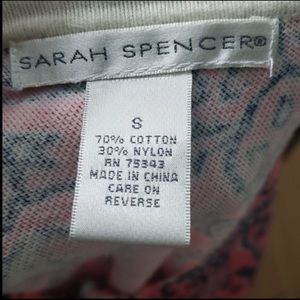 SARAH SPENCER®
S
70% COTTON
30% NYLON
RN 75343
MADE IN CHINA
CARE ON
REVERSE